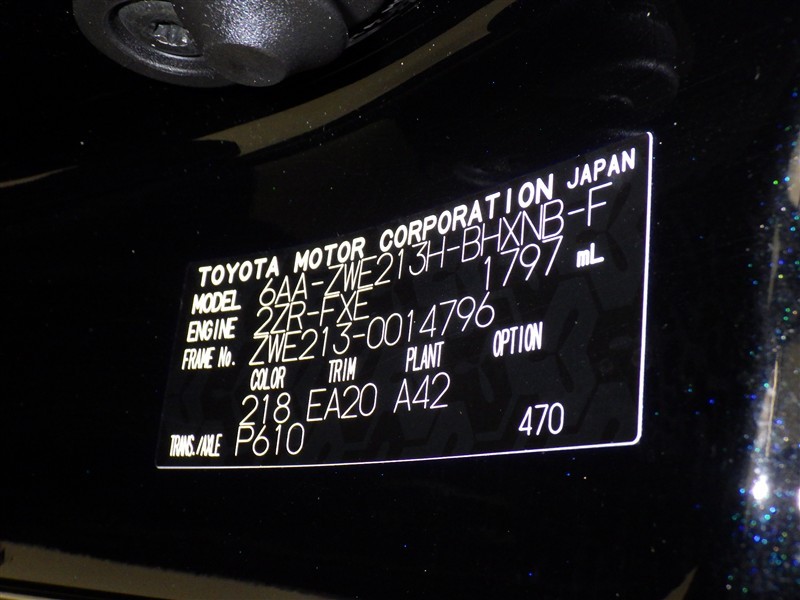 TOYOTA MOTOR CORPORATION JAPAN
MODEL 6AA-ZWE213H-BHXNB-F
ENGINE 2ZR-FXE 1797 mL
FRAME No. ZWE213-0014796
COLOR TRIM PLANT OPTION
218 EA20 A42
TRANS./AXLE P610 470